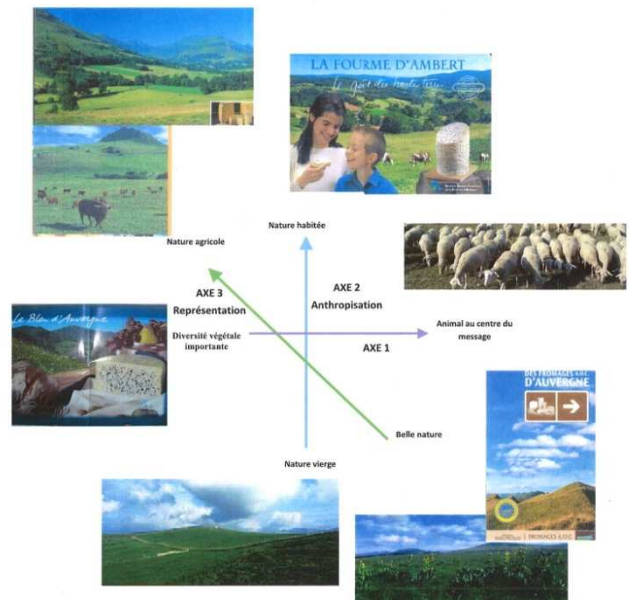 LA FOURME D'AMBERT
Le goût des hautes terres
Nature habitée
Nature agricole
AXE 3
Représentation
AXE 2
Anthropisation
Le Bleu d'Auvergne
Diversité végétale
importante
Animal au centre du
message
AXE 1
DES FROMAGES A.O.C.
D'AUVERGNE
Belle nature
Nature vierge
FROMAGES A.O.C.